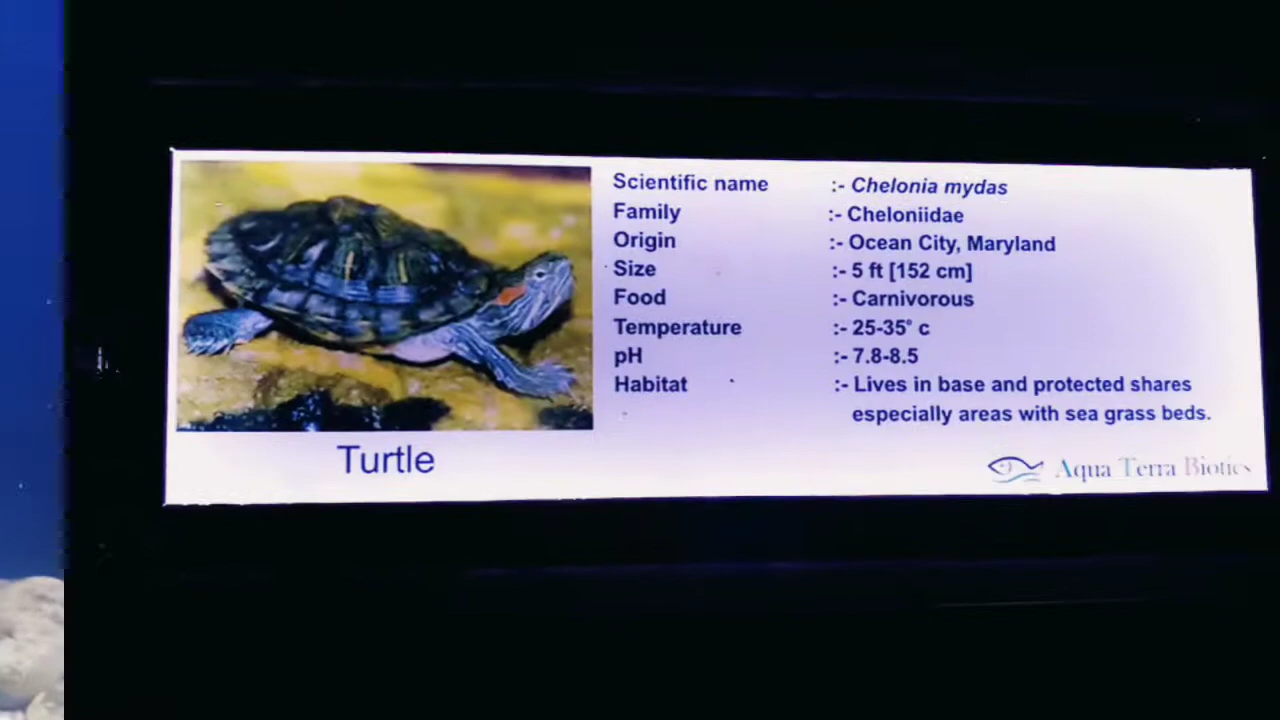 Scientific name :- Chelonia mydas
Family :- Cheloniidae
Origin :- Ocean City, Maryland
Size :- 5 ft [152 cm]
Food :- Carnivorous
Temperature :- 25-35° c
pH :- 7.8-8.5
Habitat :- Lives in base and protected shares
especially areas with sea grass beds.
Turtle
Aqua Terra Biotics